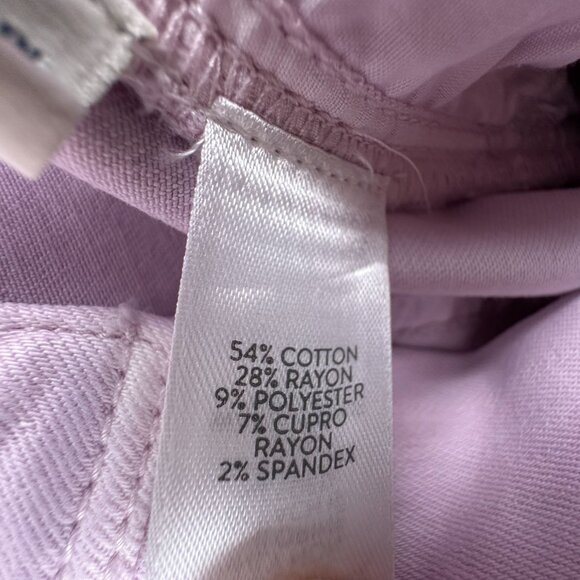 54% COTTON
28% RAYON
9% POLYESTER
7% CUPRO
RAYON
2% SPANDEX